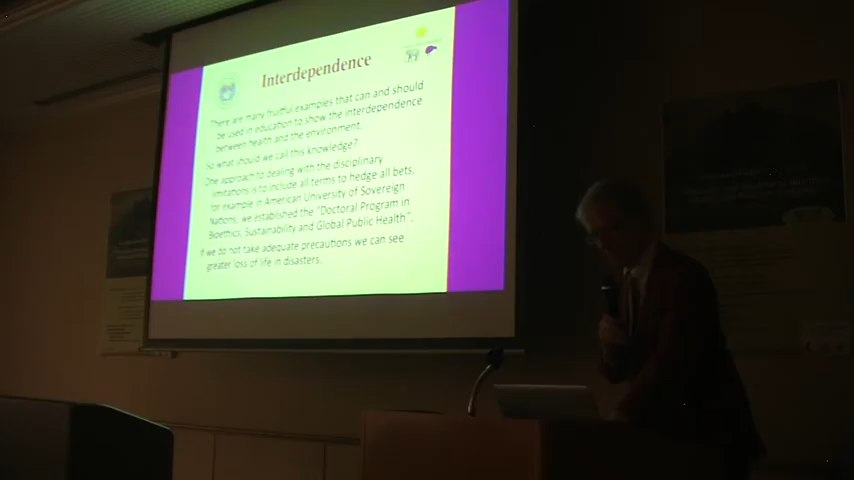 Interdependence
There are many fruitful examples that can and should
be used in education to show the interdependence
between health and the environment.
So what should we call this knowledge?
One approach to dealing with the disciplinary
limitations is to include all terms to hedge all bets,
for example in American University of Sovereign
Nations, we established the "Doctoral Program in
Bioethics, Sustainability and Global Public Health".
If we do not take adequate precautions we can see
greater loss of life in disasters.